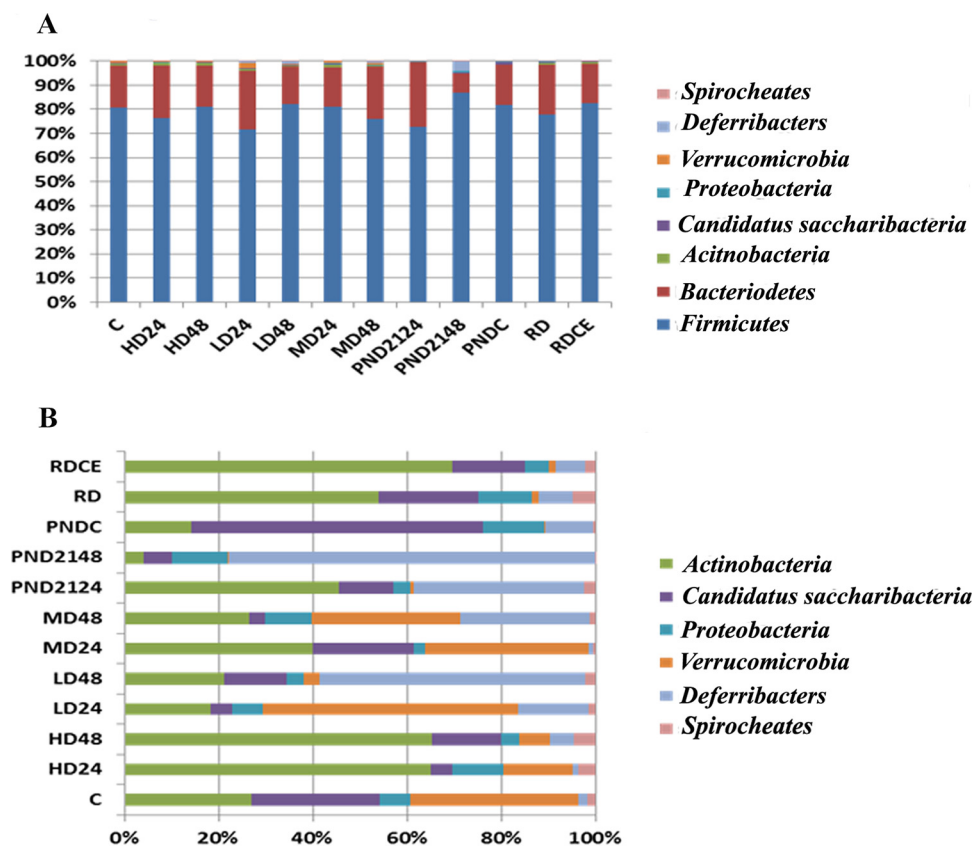 A
100%
90%
80%
70%
60%
50%
40%
30%
20%
10%
0%
C
HD24
HD48
LD24
LD48
MD24
MD48
PND2124
PND2148
PNDC
RD
RDCE
Spirocheates
Deferribacters
Verrucomicrobia
Proteobacteria
Candidatus saccharibacteria
Acitnobacteria
Bacteriodetes
Firmicutes
B
RDCE
RD
PNDC
PND2148
PND2124
MD48
MD24
LD48
LD24
HD48
HD24
C
0%
20%
40%
60%
80%
100%
Actinobacteria
Candidatus saccharibacteria
Proteobacteria
Verrucomicrobia
Deferribacters
Spirocheates